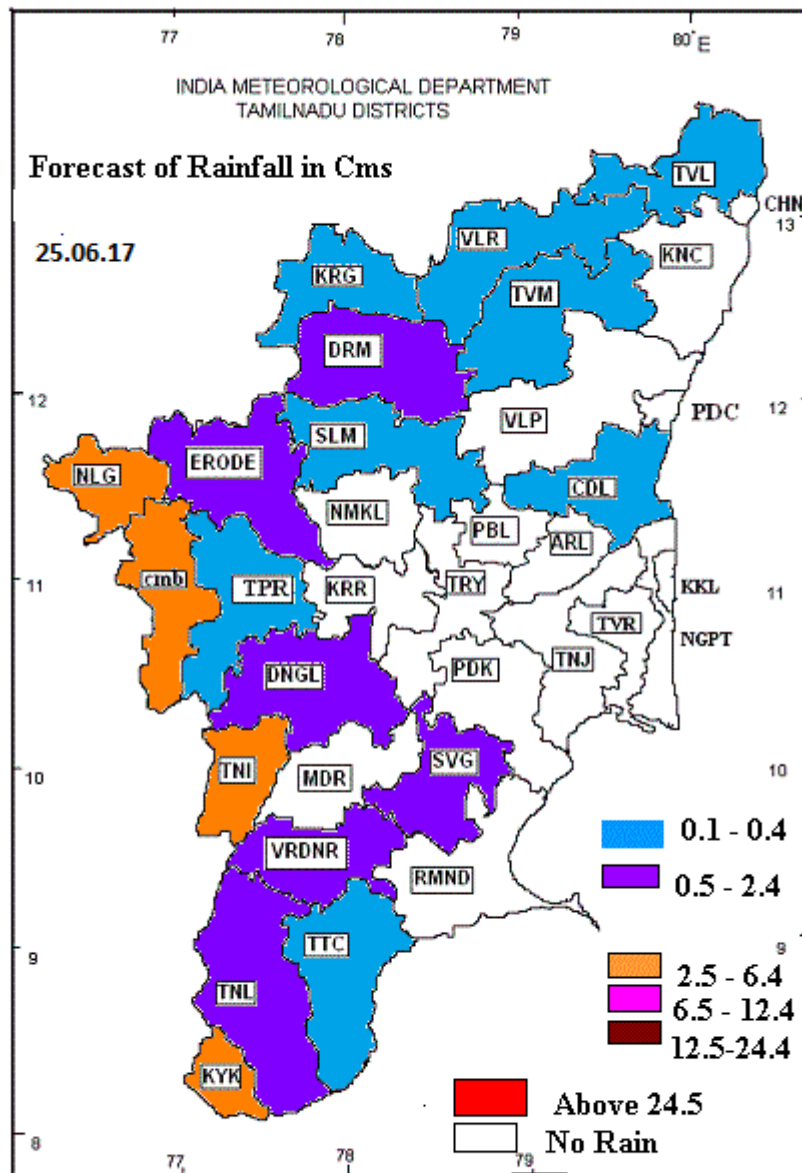 77 78 79 80°E
INDIA METEOROLOGICAL DEPARTMENT
TAMILNADU DISTRICTS
Forecast of Rainfall in Cms
TVL
CHN
13
VLR
25.06.17
KNC
KRG
TVM
DRM
12
12
PDC
VLP
SLM
ERODE
NLG
CDL
NMKL
PBL
ARL
11
cmb
TPR
KRR
TRY
KKL
11
TVR
NGPT
DNGL
PDK
TNJ
10
TNI
MDR
SVG
10
0.1 - 0.4
VRDNR
RMND
0.5 - 2.4
9
TTC
9
2.5 - 6.4
TNL
6.5 - 12.4
12.5-24.4
KYK
Above 24.5
8
No Rain
77 78 79